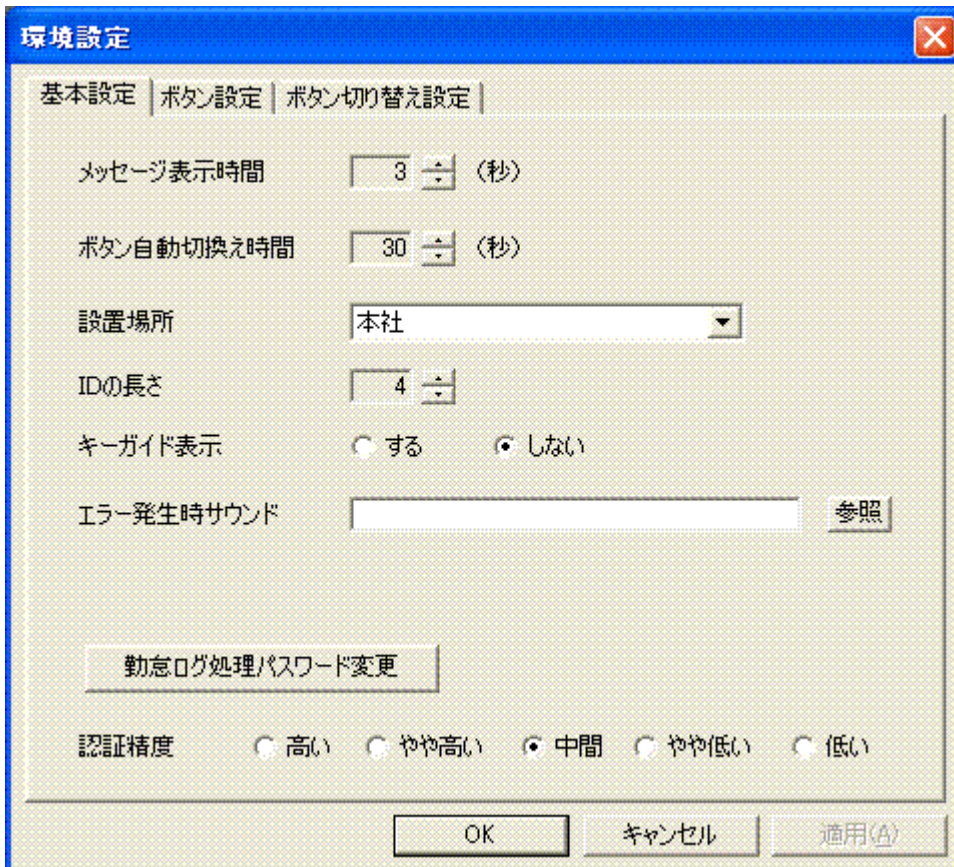 環境設定
基本設定 ボタン設定 ボタン切り替え設定
メッセージ表示時間 3 (秒)
ボタン自動切換え時間 30 (秒)
設置場所 本社
IDの長さ 4
キーガイド表示 する しない
エラー発生時サウンド 参照
勤怠ログ処理パスワード変更
認証精度 高い やや高い 中間 やや低い 低い
OK キャンセル 適用(A)